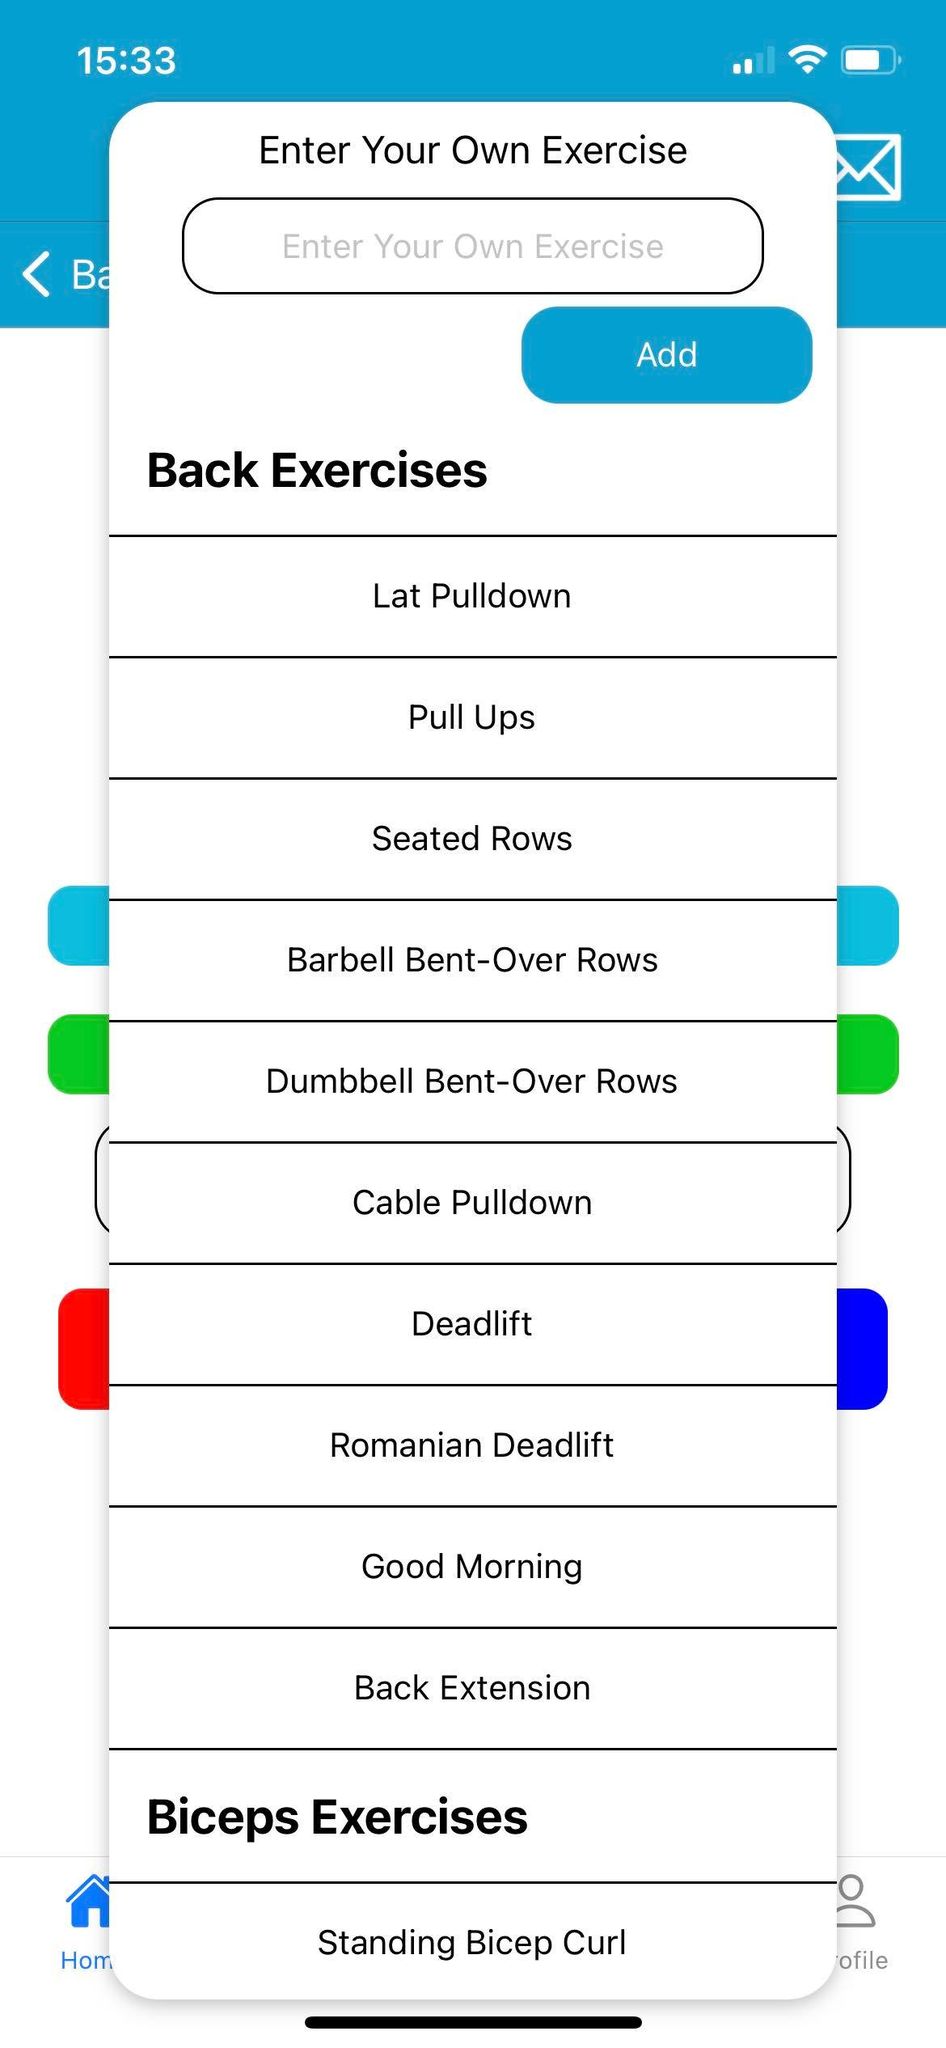 15:33
Enter Your Own Exercise
Enter Your Own Exercise
Ba
Add
Back Exercises
Lat Pulldown
Pull Ups
Seated Rows
Barbell Bent-Over Rows
Dumbbell Bent-Over Rows
Cable Pulldown
Deadlift
Romanian Deadlift
Good Morning
Back Extension
Biceps Exercises
Standing Bicep Curl
Hom
ofile